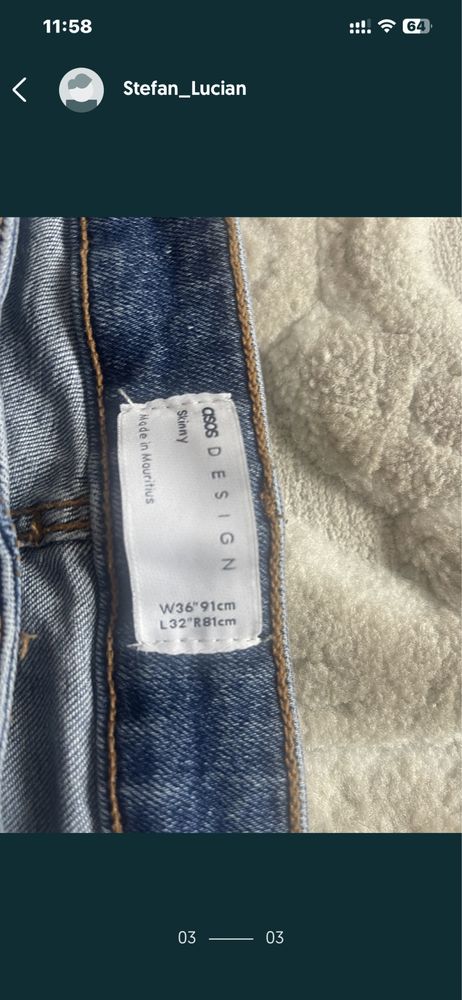 11:58
64
Stefan_Lucian
asos DESIGN
Skinny
Made in Mauritius
W36"91cm
L32"R81cm
03
03